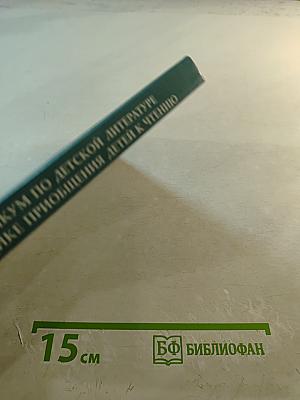 КУМ ПО ДЕТСКОЙ ЛИТЕРАТУРЕ
ИКЕ ПРИОБЩЕНИЯ ДЕТЕЙ К ЧТЕНИЮ
15 см
БФ БИБЛИОФАН